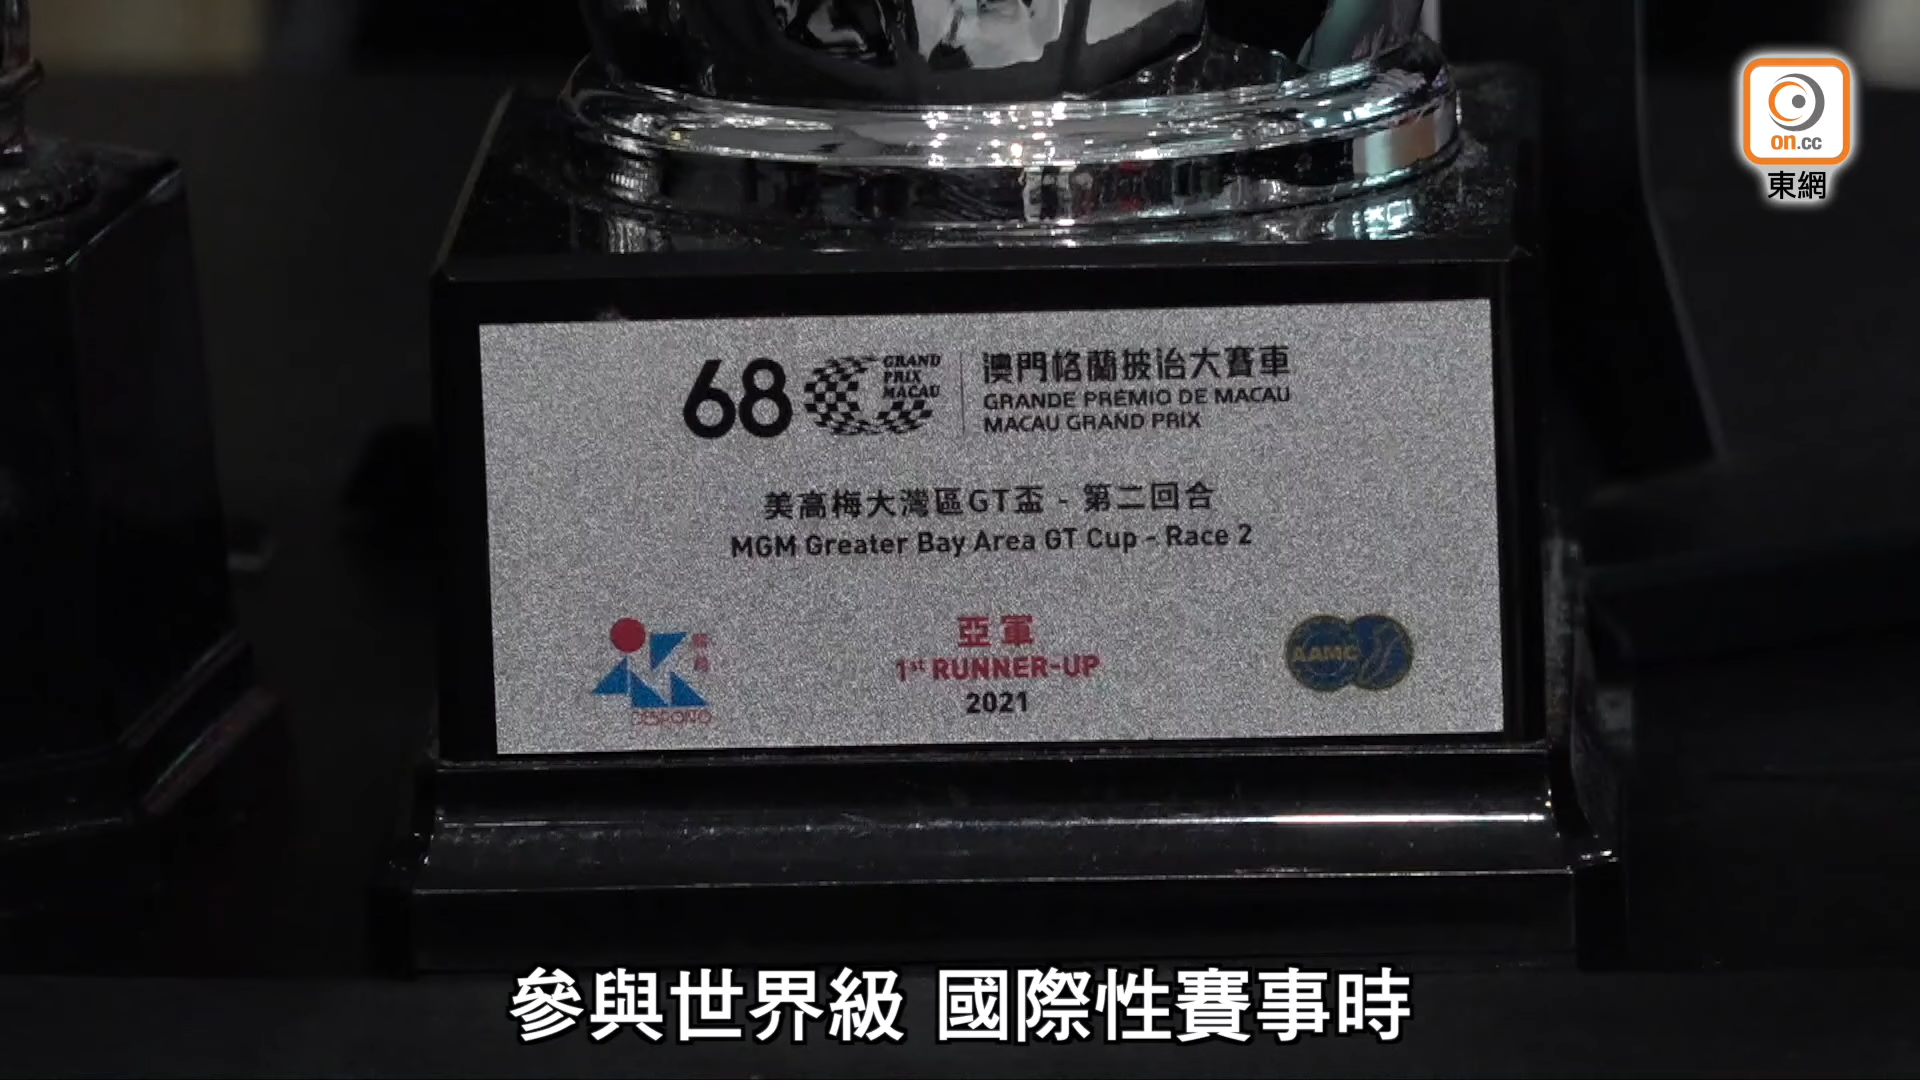 on.cc
東網
68
GRAND
PRIX
MACAU
澳門格蘭披治大賽車
GRANDE PRÉMIO DE MACAU
MACAU GRAND PRIX
美高梅大灣區GT盃 - 第二回合
MGM Greater Bay Area GT Cup - Race 2
亞軍
1st RUNNER-UP
2021
DESPORTO
AAMC
參與世界級 國際性賽事時